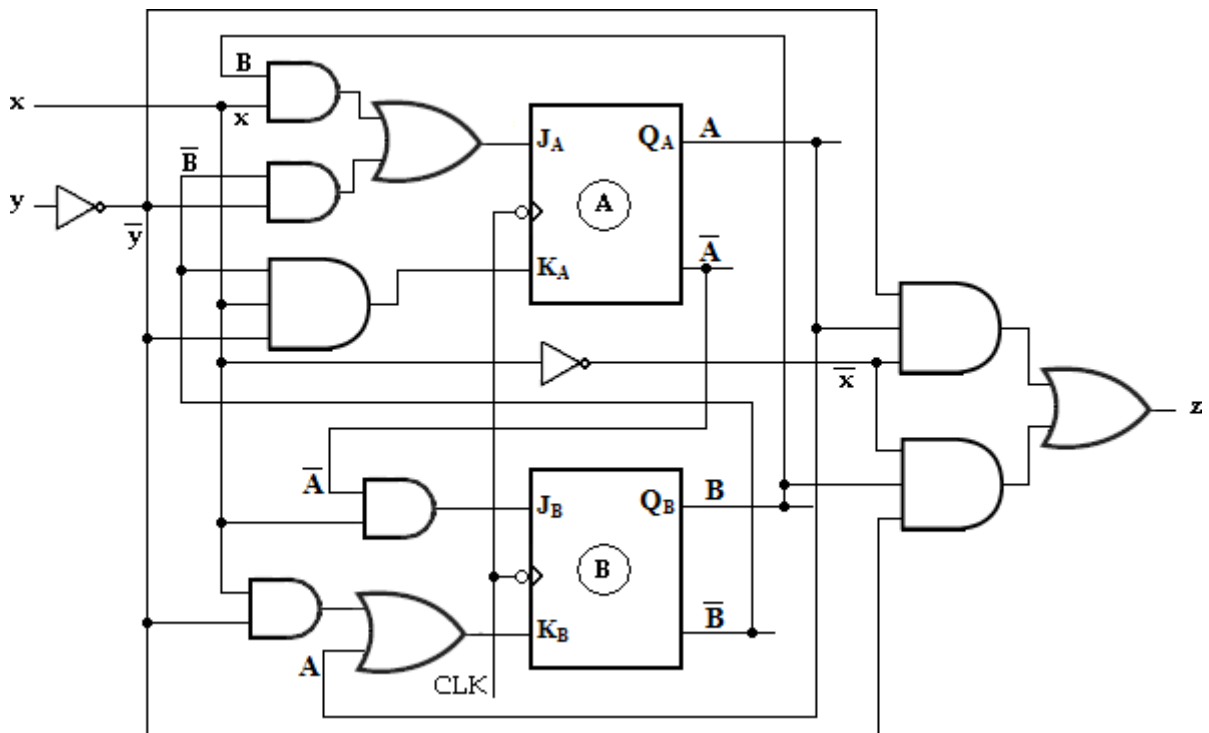 B
x
x
J_A
Q_A
A
B̅
A
y
y̅
K_A
A̅
x̅
z
A̅
J_B
Q_B
B
B
K_B
B̅
A
CLK